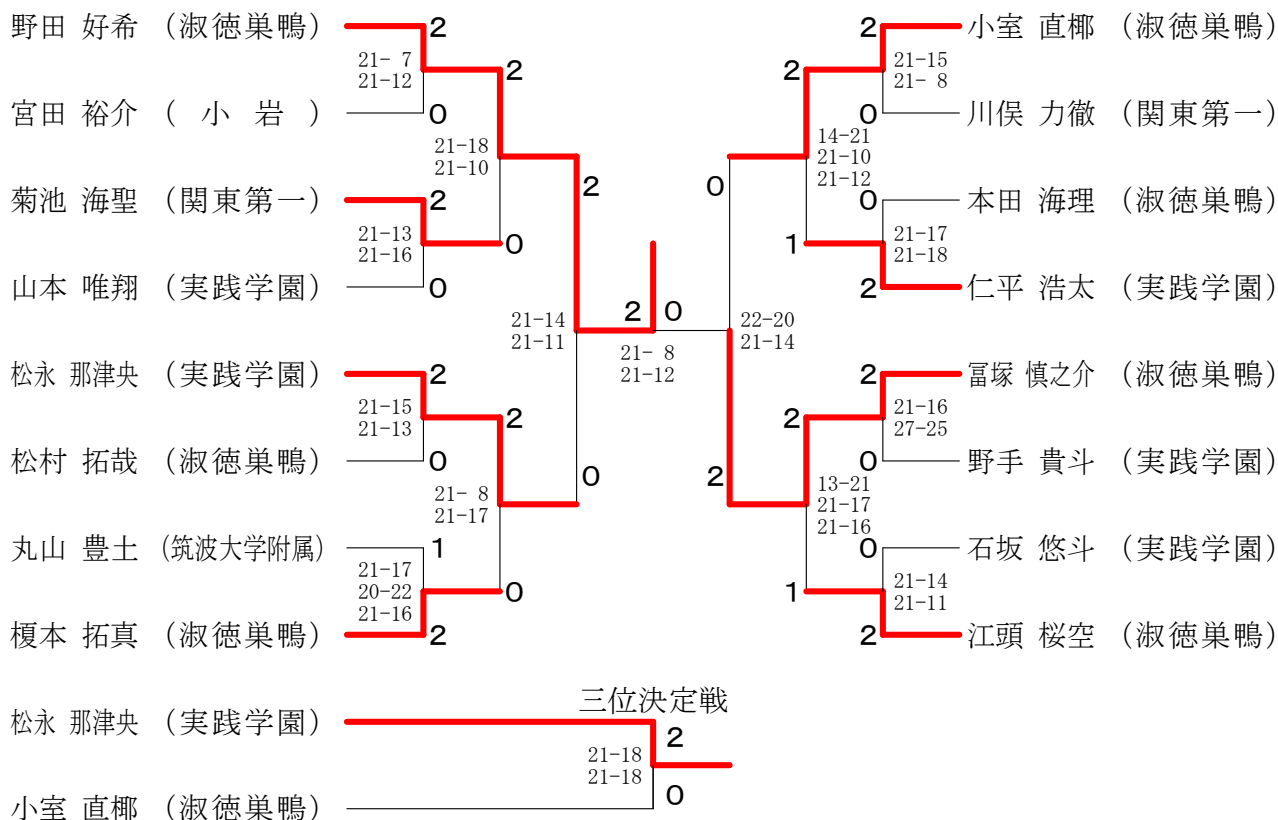 野田 好希 (淑徳巣鴨) 2
21- 7
21-12
2
宮田 裕介 ( 小 岩 ) 0
21-18
21-10
2
菊池 海聖 (関東第一) 2
21-13
21-16
0
山本 唯翔 (実践学園) 0
21-14
21-11
松永 那津央 (実践学園) 2
21-15
21-13
2
松村 拓哉 (淑徳巣鴨) 0
21- 8
21-17
0
丸山 豊土 (筑波大学附属) 1
21-17
20-22
21-16
0
榎本 拓真 (淑徳巣鴨) 2
2 0
21- 8
21-12
2 小室 直椰 (淑徳巣鴨)
2
21-15
21- 8
0 川俣 力徹 (関東第一)
14-21
21-10
21-12
0
0 本田 海理 (淑徳巣鴨)
1
21-17
21-18
2 仁平 浩太 (実践学園)
22-20
21-14
2 冨塚 慎之介 (淑徳巣鴨)
2
21-16
27-25
0 野手 貴斗 (実践学園)
2
13-21
21-17
21-16
0 石坂 悠斗 (実践学園)
1
21-14
21-11
2 江頭 桜空 (淑徳巣鴨)
三位決定戦
松永 那津央 (実践学園) 2
21-18
21-18
小室 直椰 (淑徳巣鴨) 0